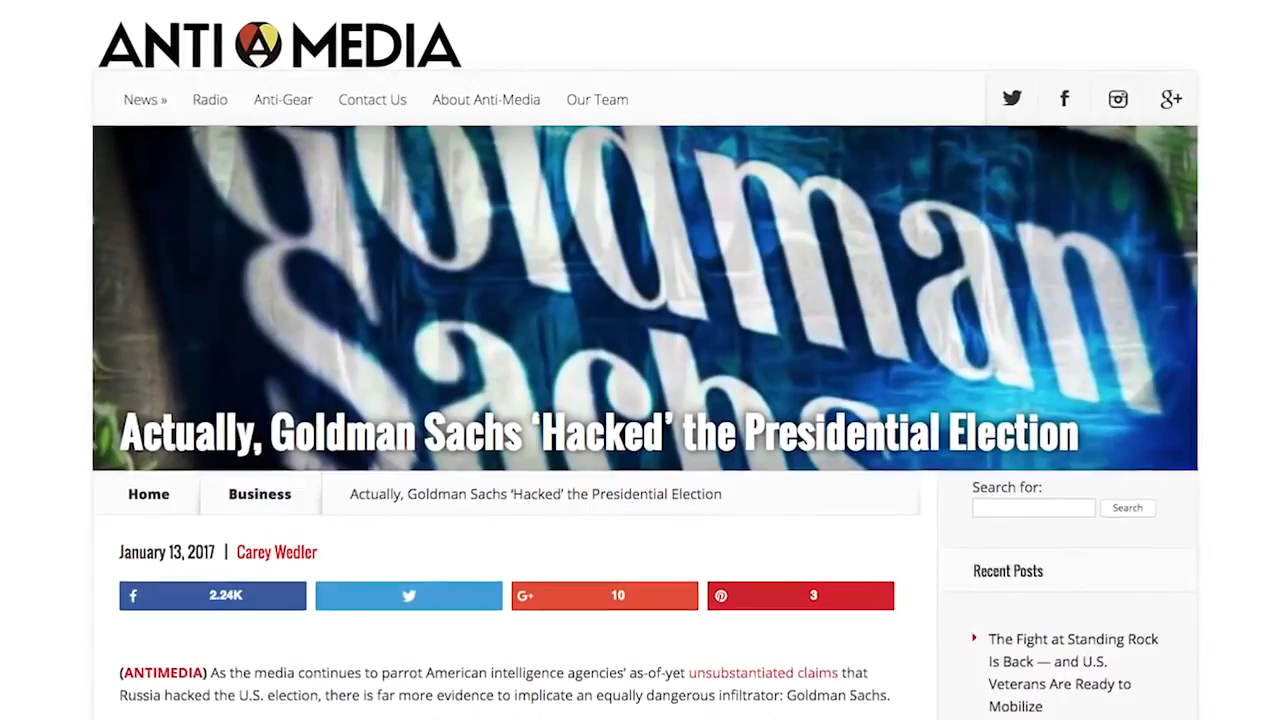 ANTI A MEDIA
News » Radio Anti-Gear Contact Us About Anti-Media Our Team
g+
goldman
Sachs
Actually, Goldman Sachs ‘Hacked’ the Presidential Election
Home Business Actually, Goldman Sachs ‘Hacked’ the Presidential Election
Search for:
Search
January 13, 2017 | Carey Wedler
2.24K
G+ 10
3
Recent Posts
The Fight at Standing Rock
Is Back — and U.S.
Veterans Are Ready to
Mobilize
(ANTIMEDIA) As the media continues to parrot American intelligence agencies’ as-of-yet unsubstantiated claims that
Russia hacked the U.S. election, there is far more evidence to implicate an equally dangerous infiltrator: Goldman Sachs.